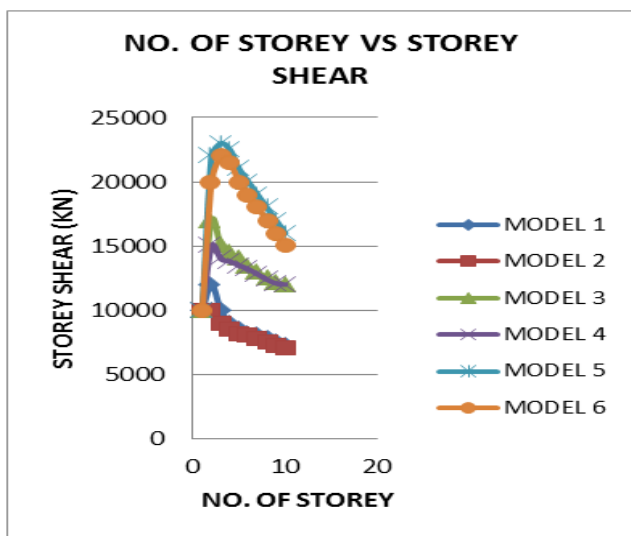 NO. OF STOREY VS STOREY
SHEAR
STOREY SHEAR (KN)
25000
20000
15000
10000
5000
0
0 10 20
NO. OF STOREY
MODEL 1
MODEL 2
MODEL 3
MODEL 4
MODEL 5
MODEL 6